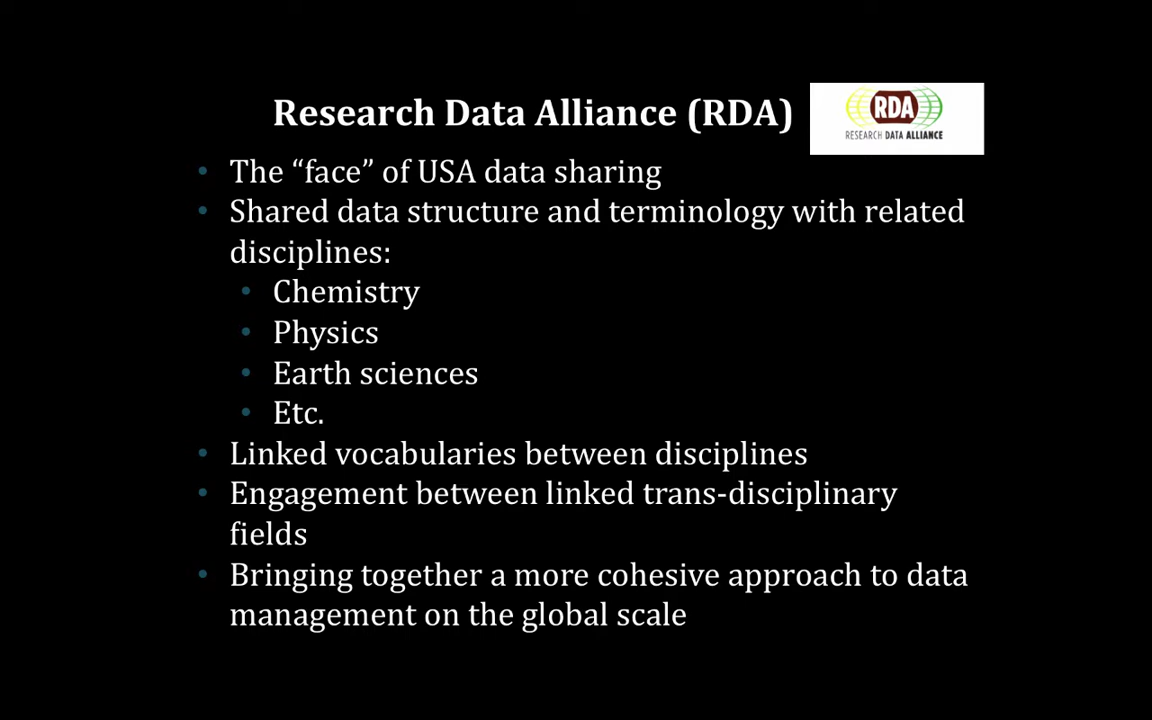 Research Data Alliance (RDA)
RDA
RESEARCH DATA ALLIANCE
• The “face” of USA data sharing
• Shared data structure and terminology with related
disciplines:
• Chemistry
• Physics
• Earth sciences
• Etc.
• Linked vocabularies between disciplines
• Engagement between linked trans-disciplinary
fields
• Bringing together a more cohesive approach to data
management on the global scale